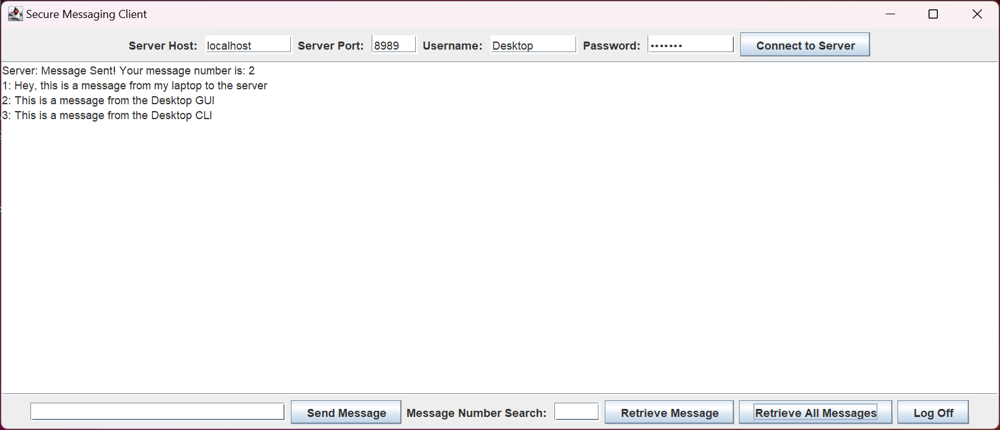 Secure Messaging Client
Server Host: localhost Server Port: 8989 Username: Desktop Password: ••••••• Connect to Server
Server: Message Sent! Your message number is: 2
1: Hey, this is a message from my laptop to the server
2: This is a message from the Desktop GUI
3: This is a message from the Desktop CLI
Send Message Message Number Search: Retrieve Message Retrieve All Messages Log Off